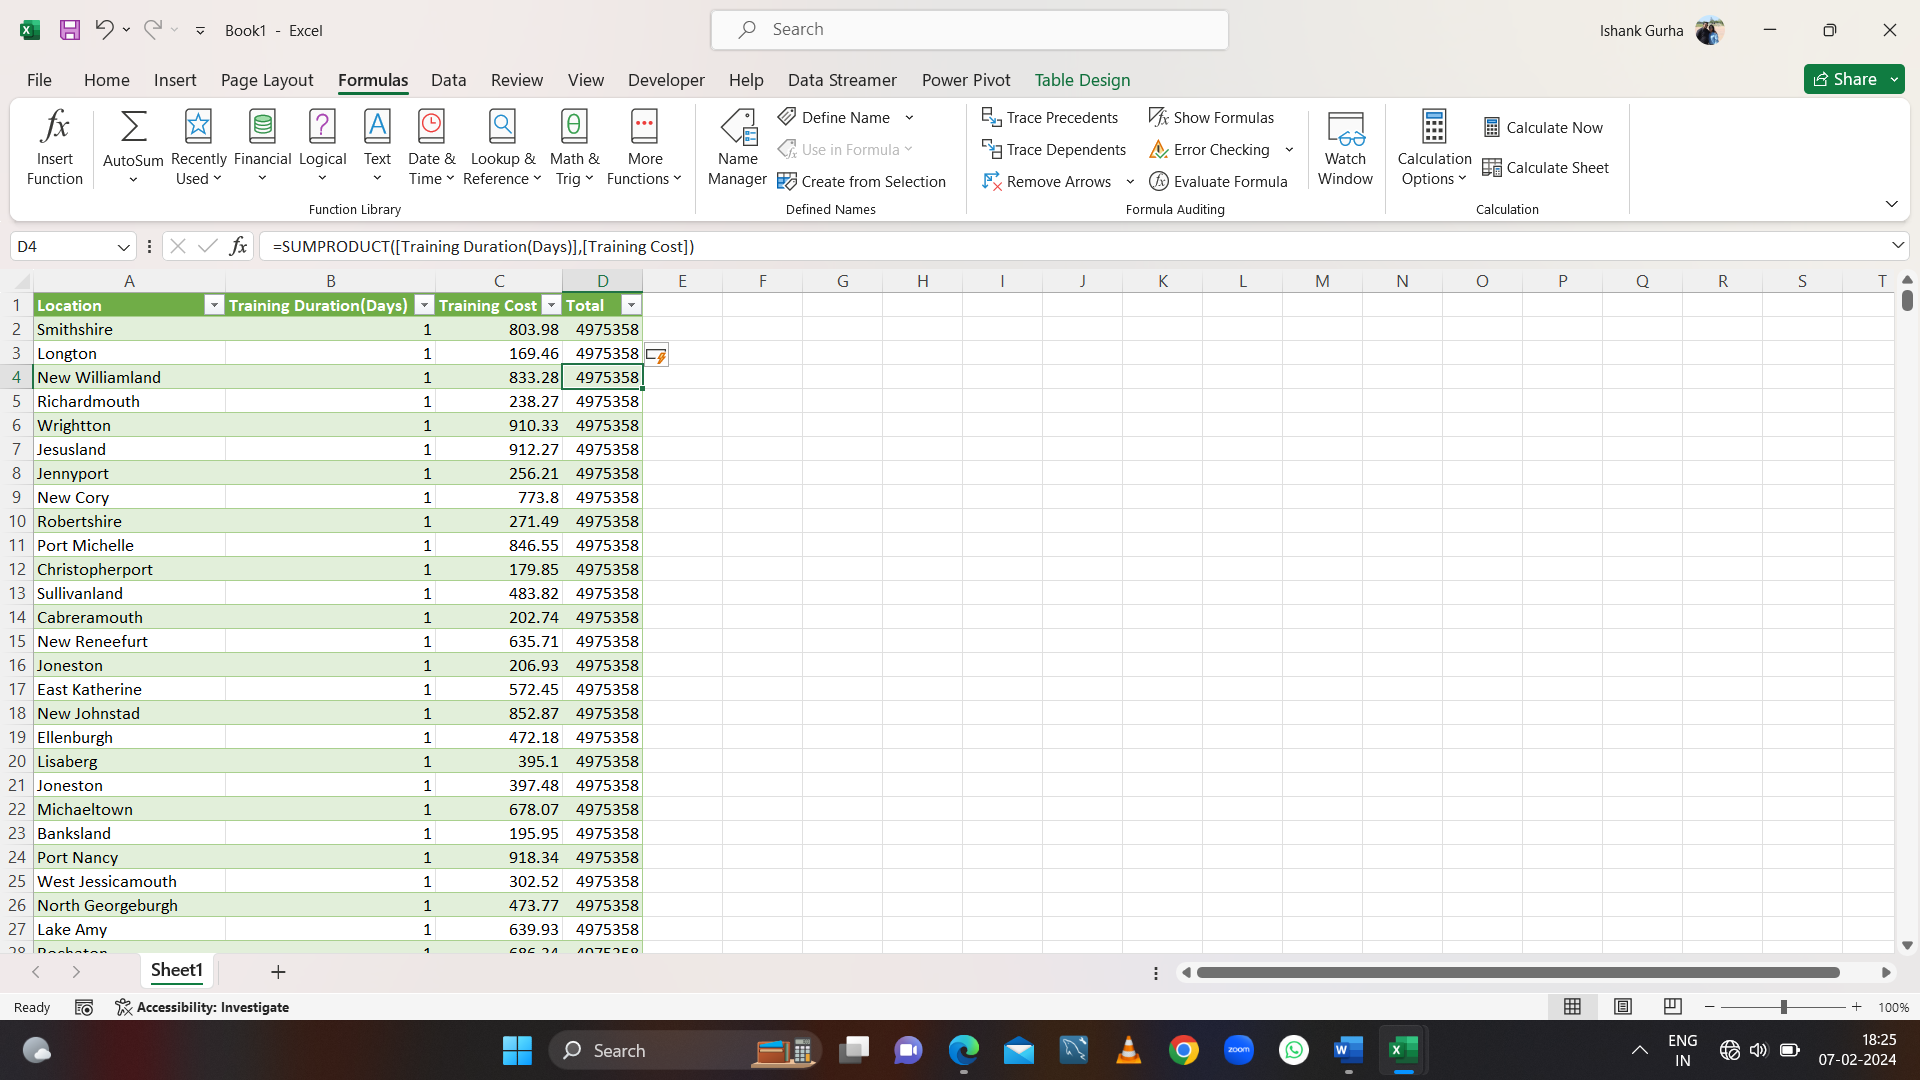 Book1 - Excel
Search
Ishank Gurha
File Home Insert Page Layout Formulas Data Review View Developer Help Data Streamer Power Pivot Table Design
Share
Insert Function
AutoSum
Recently Used
Financial
Logical
Text
Date & Time
Lookup & Reference
Math & Trig
More Functions
Function Library
Name Manager
Define Name
Use in Formula
Create from Selection
Defined Names
Trace Precedents
Trace Dependents
Remove Arrows
Show Formulas
Error Checking
Evaluate Formula
Formula Auditing
Watch Window
Calculation Options
Calculate Now
Calculate Sheet
Calculation
D4
fx =SUMPRODUCT([Training Duration(Days)],[Training Cost])
A B C D E F G H I J K L M N O P Q R S T
1 Location Training Duration(Days) Training Cost Total
2 Smithshire 1 803.98 4975358
3 Longton 1 169.46 4975358
4 New Williamland 1 833.28 4975358
5 Richardmouth 1 238.27 4975358
6 Wrightton 1 910.33 4975358
7 Jesusland 1 912.27 4975358
8 Jennyport 1 256.21 4975358
9 New Cory 1 773.8 4975358
10 Robertshire 1 271.49 4975358
11 Port Michelle 1 846.55 4975358
12 Christopherport 1 179.85 4975358
13 Sullivanland 1 483.82 4975358
14 Cabreramouth 1 202.74 4975358
15 New Reneefurt 1 635.71 4975358
16 Joneston 1 206.93 4975358
17 East Katherine 1 572.45 4975358
18 New Johnstad 1 852.87 4975358
19 Ellenburgh 1 472.18 4975358
20 Lisaberg 1 395.1 4975358
21 Joneston 1 397.48 4975358
22 Michaeltown 1 678.07 4975358
23 Banksland 1 195.95 4975358
24 Port Nancy 1 918.34 4975358
25 West Jessicamouth 1 302.52 4975358
26 North Georgeburgh 1 473.77 4975358
27 Lake Amy 1 639.93 4975358
28 1 4975358
Sheet1
Ready Accessibility: Investigate 100%
Search
zoom
ENG
IN
18:25
07-02-2024